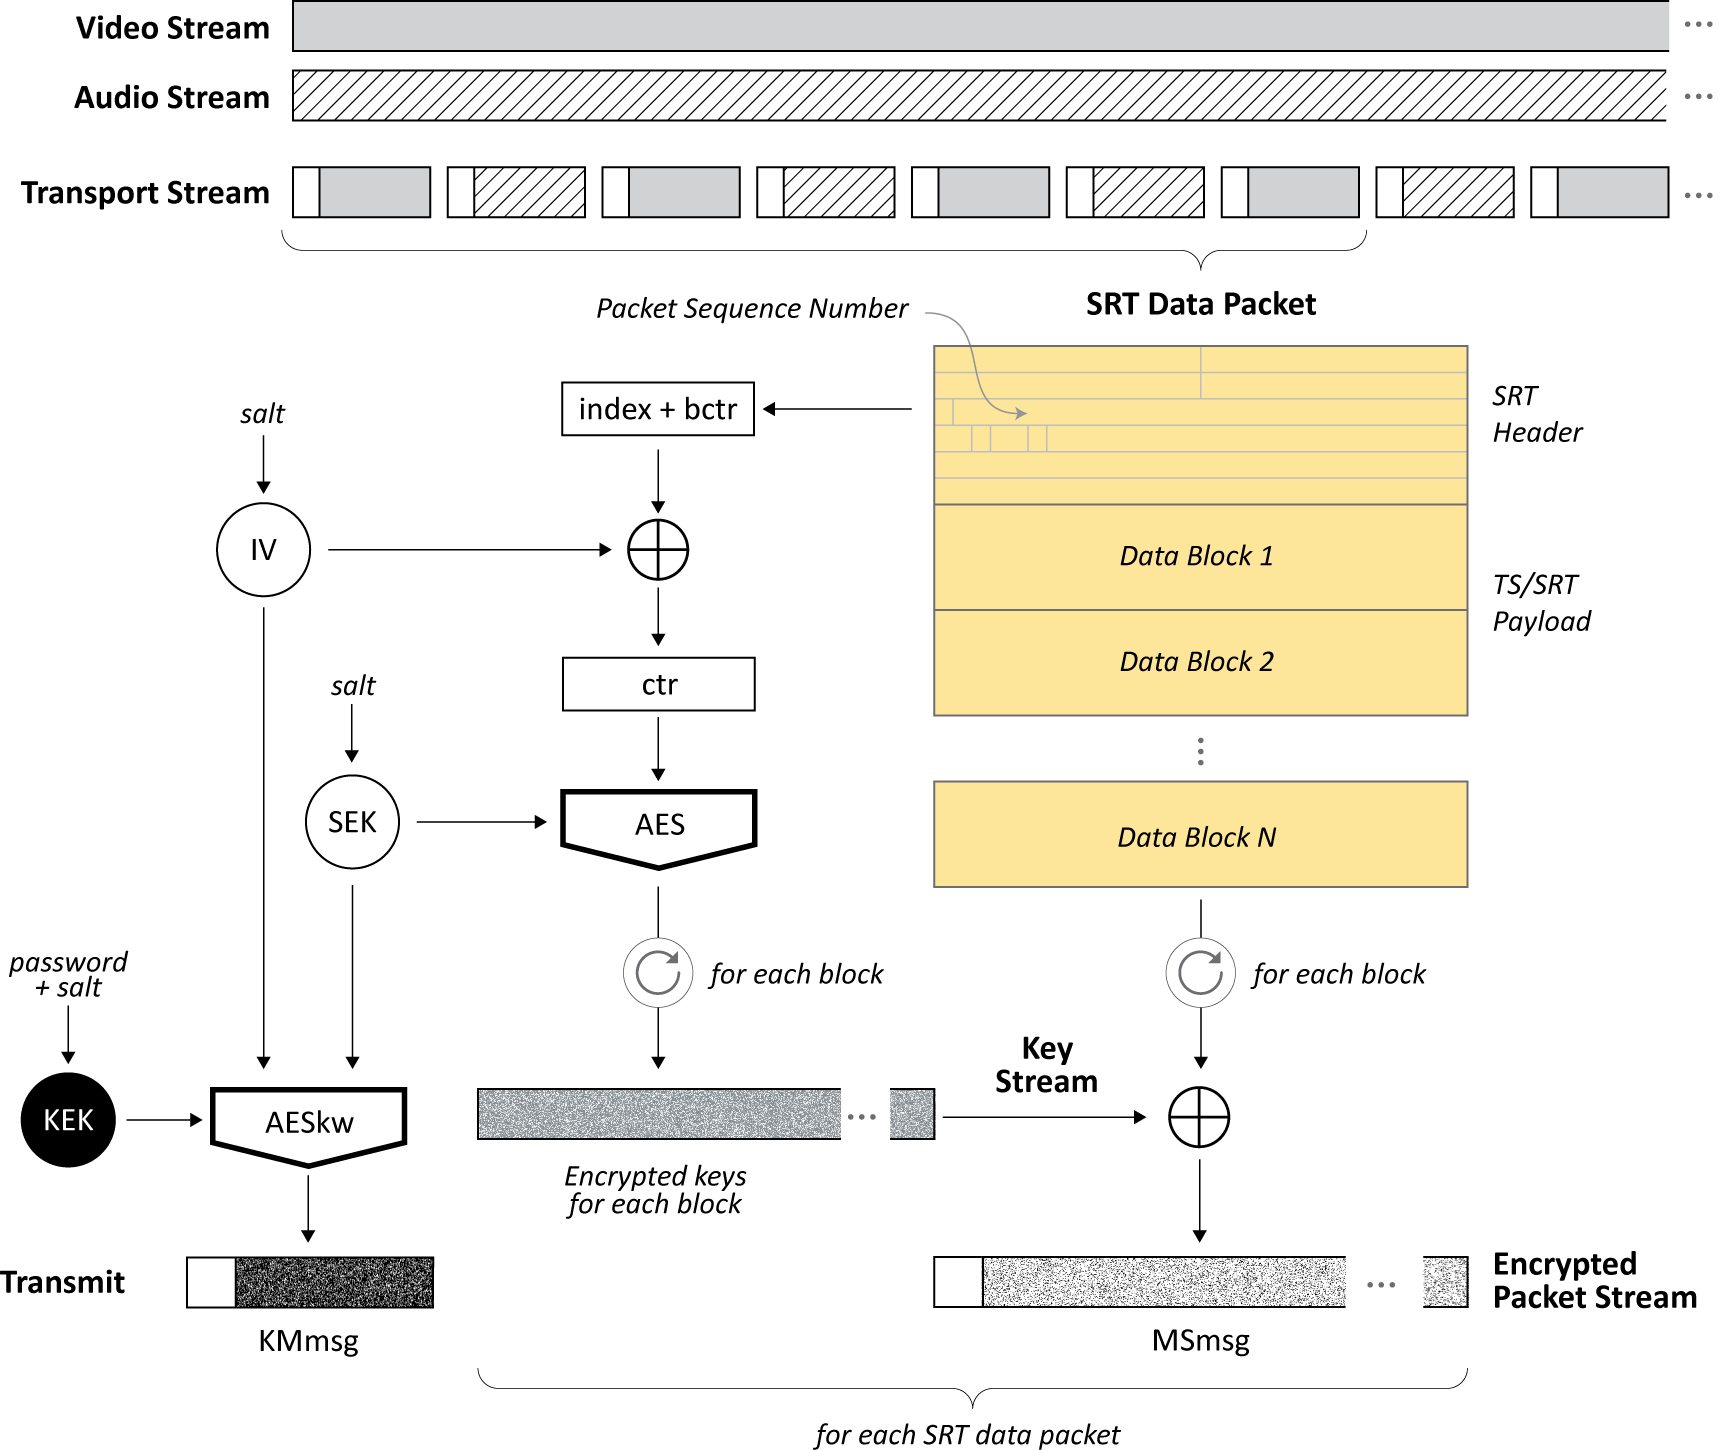 Video Stream
...
Audio Stream
...
Transport Stream
...
SRT Data Packet
Packet Sequence Number
index + bctr
SRT
Header
salt
IV
Data Block 1
TS/SRT
Payload
Data Block 2
ctr
salt
SEK
AES
Data Block N
password
+ salt
for each block
for each block
Key
Stream
KEK
AESkw
...
Encrypted keys
for each block
Transmit
...
Encrypted
Packet Stream
KMmsg
MSmsg
for each SRT data packet